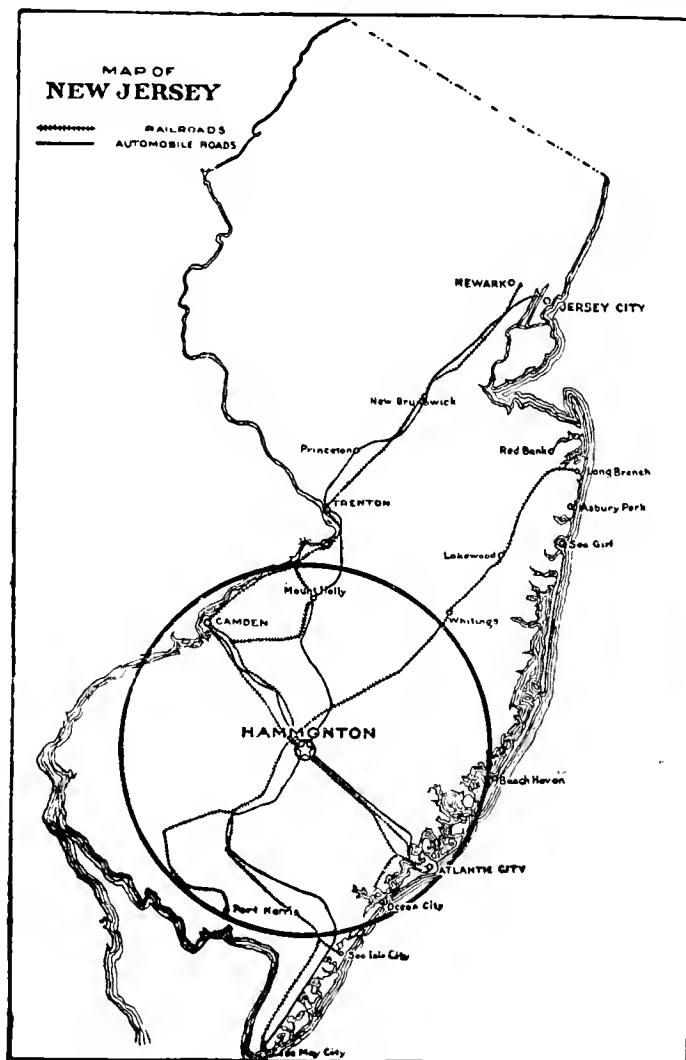 MAP OF
NEW JERSEY
RAILROADS
AUTOMOBILE ROADS
NEWARK
JERSEY CITY
New Brunswick
Princeton
Red Bank
Long Branch
TRENTON
Asbury Park
Sea Girt
Lakewood
Mount Holly
Whitings
CAMDEN
HAMMONTON
Beach Haven
ATLANTIC CITY
Port Norris
Ocean City
Sea Isle City
Cape May City